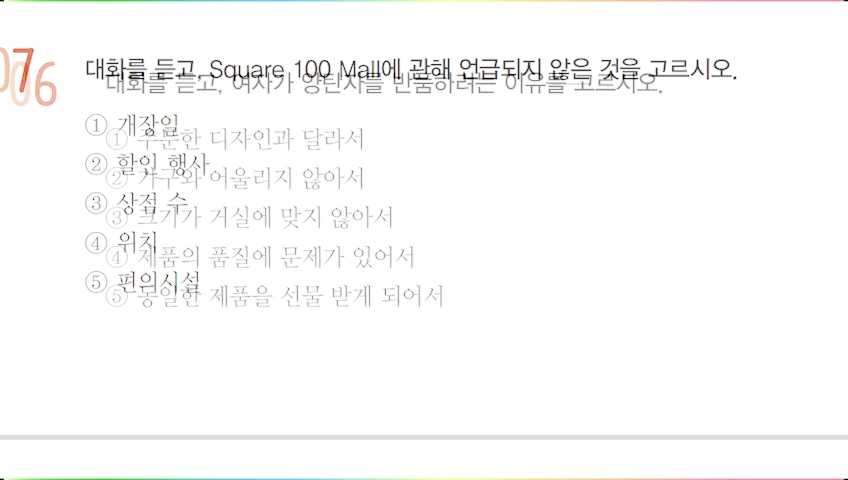 07
06
대화를 듣고, Square 100 Mall에 관해 언급되지 않은 것을 고르시오.
대화를 듣고, 여자가 양탄자를 반품하려는 이유를 고르시오.
① 개장일
① 주문한 디자인과 달라서
② 할인 행사
② 가구와 어울리지 않아서
③ 상점 수
③ 크기가 거실에 맞지 않아서
④ 위치
④ 제품의 품질에 문제가 있어서
⑤ 편의시설
⑤ 동일한 제품을 선물 받게 되어서